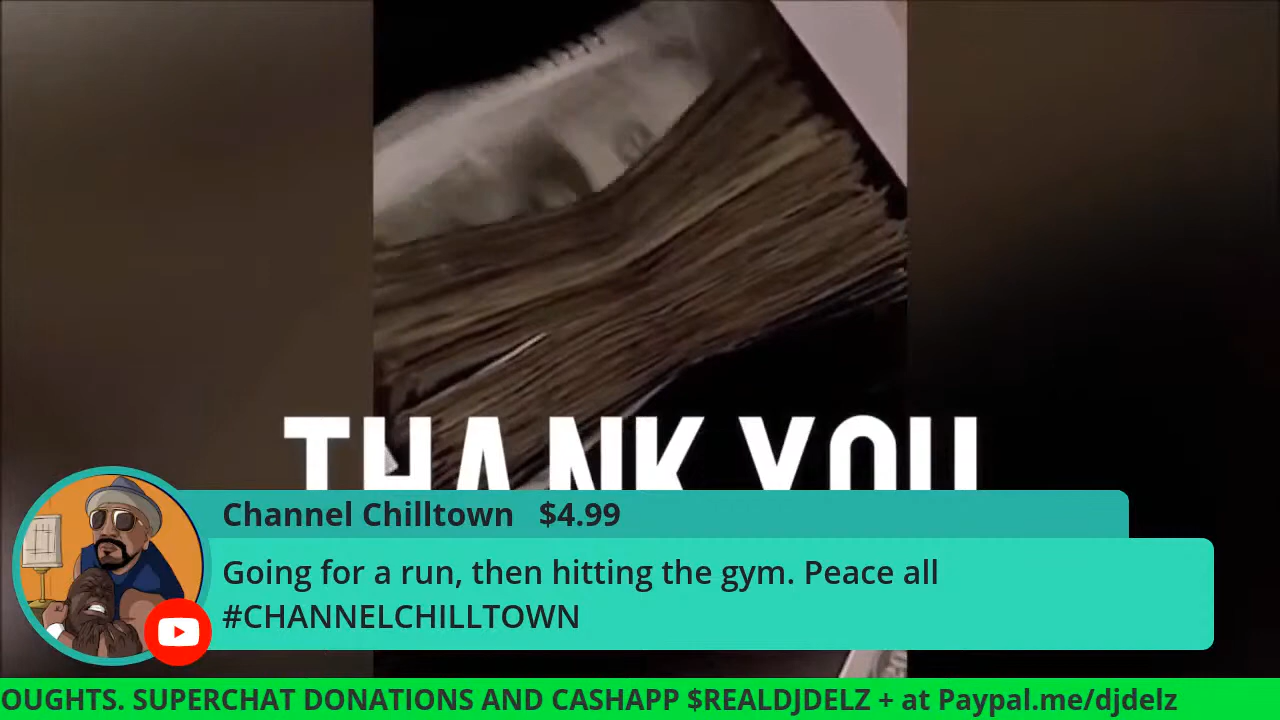 THANK YOU
Channel Chilltown $4.99
Going for a run, then hitting the gym. Peace all
#CHANNELCHILLTOWN
OUGHTS. SUPERCHAT DONATIONS AND CASHAPP $REALDJDELZ + at Paypal.me/djdelz